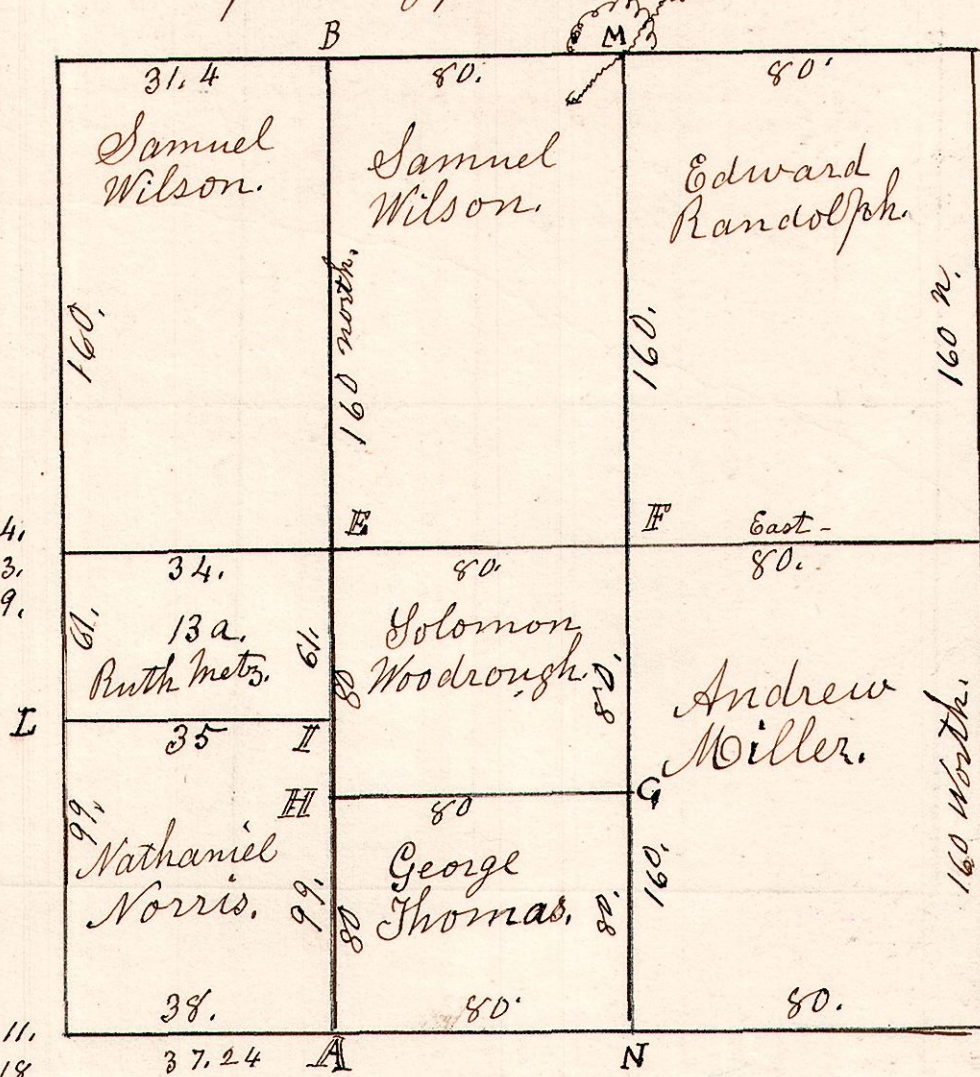 B
M
31.4
80.
80.
Samuel
Wilson.
Samuel
Wilson.
Edward
Randolph.
160.
160 north.
160.
160 n.
E
F
East -
4.
3.
9.
34.
80.
80.
61.
13 a.
Ruth Metz.
61.
Solomon
Woodrough.
80
80.
Andrew
Miller.
L
35
I
H
80
G
99.
Nathaniel
Norris.
99.
George
Thomas.
80
80.
160.
160 North.
38.
80.
80.
11.
18
37.24
A
N